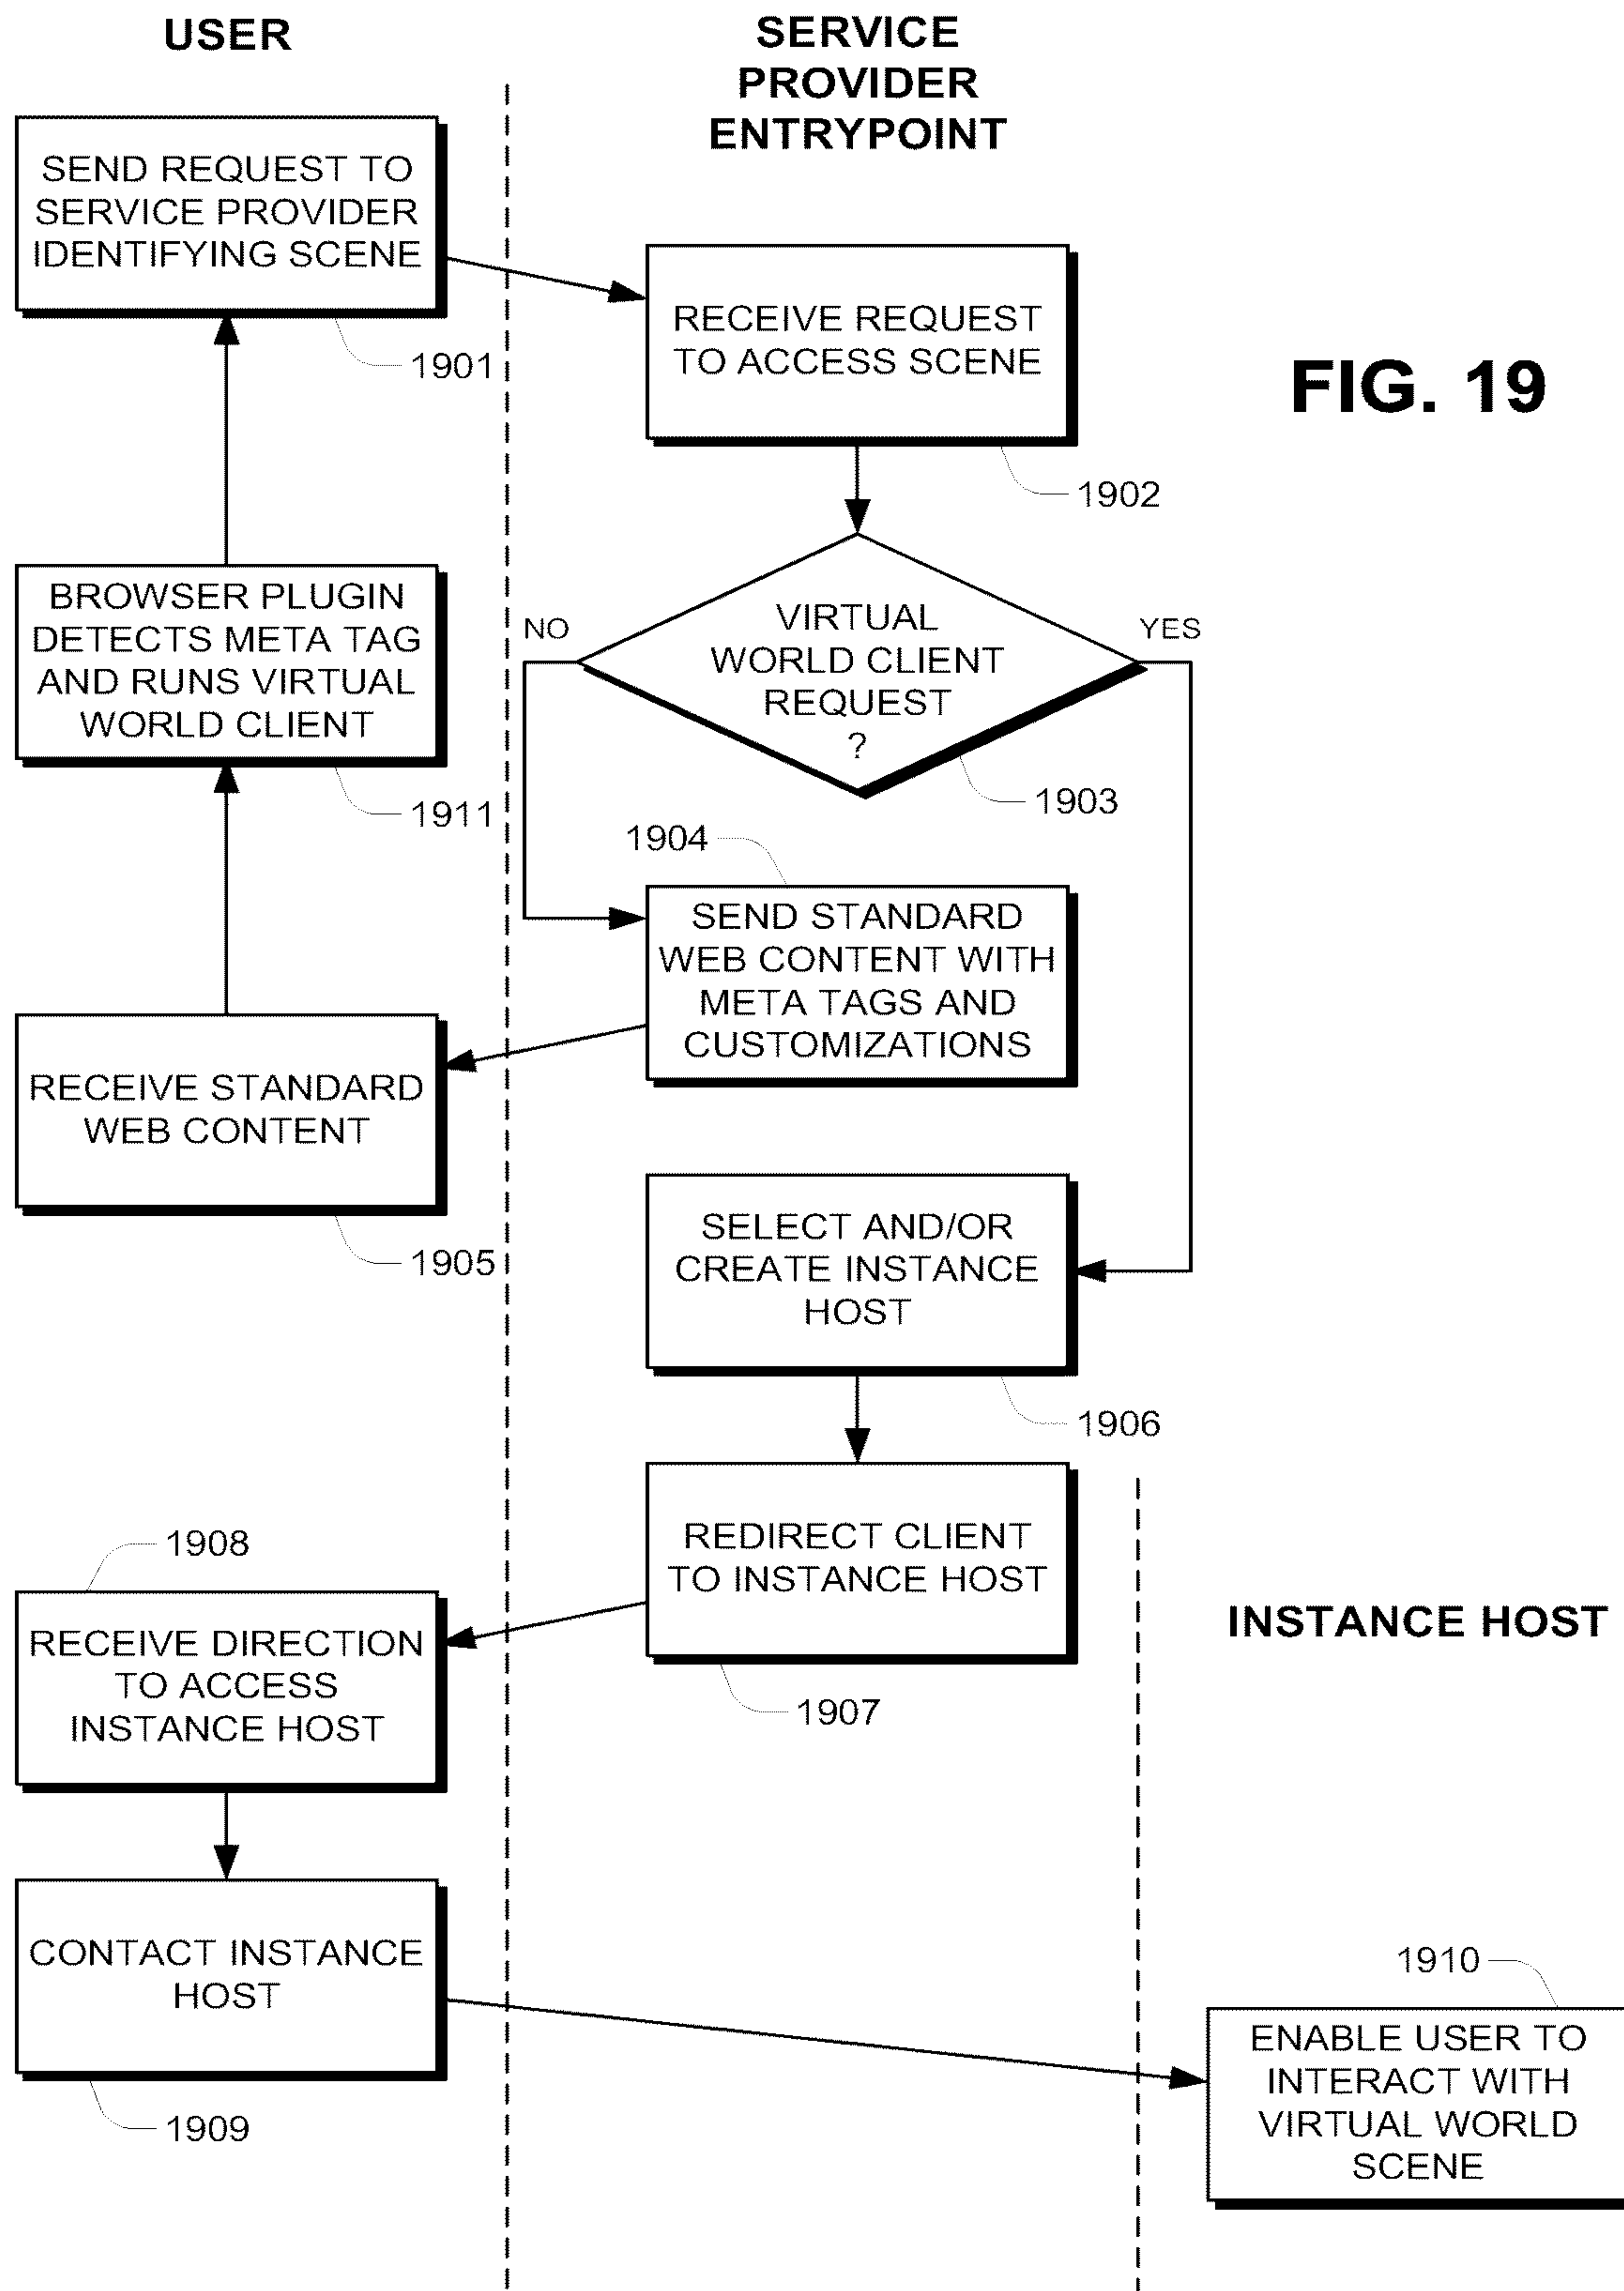 USER
SERVICE
PROVIDER
ENTRYPOINT
SEND REQUEST TO
SERVICE PROVIDER
IDENTIFYING SCENE
1901
RECEIVE REQUEST
TO ACCESS SCENE
1902
FIG. 19
BROWSER PLUGIN
DETECTS META TAG
AND RUNS VIRTUAL
WORLD CLIENT
1911
NO
VIRTUAL
WORLD CLIENT
REQUEST
?
YES
1903
1904
SEND STANDARD
WEB CONTENT WITH
META TAGS AND
CUSTOMIZATIONS
RECEIVE STANDARD
WEB CONTENT
1905
SELECT AND/OR
CREATE INSTANCE
HOST
1906
REDIRECT CLIENT
TO INSTANCE HOST
1907
INSTANCE HOST
1908
RECEIVE DIRECTION
TO ACCESS
INSTANCE HOST
CONTACT INSTANCE
HOST
1909
1910
ENABLE USER TO
INTERACT WITH
VIRTUAL WORLD
SCENE